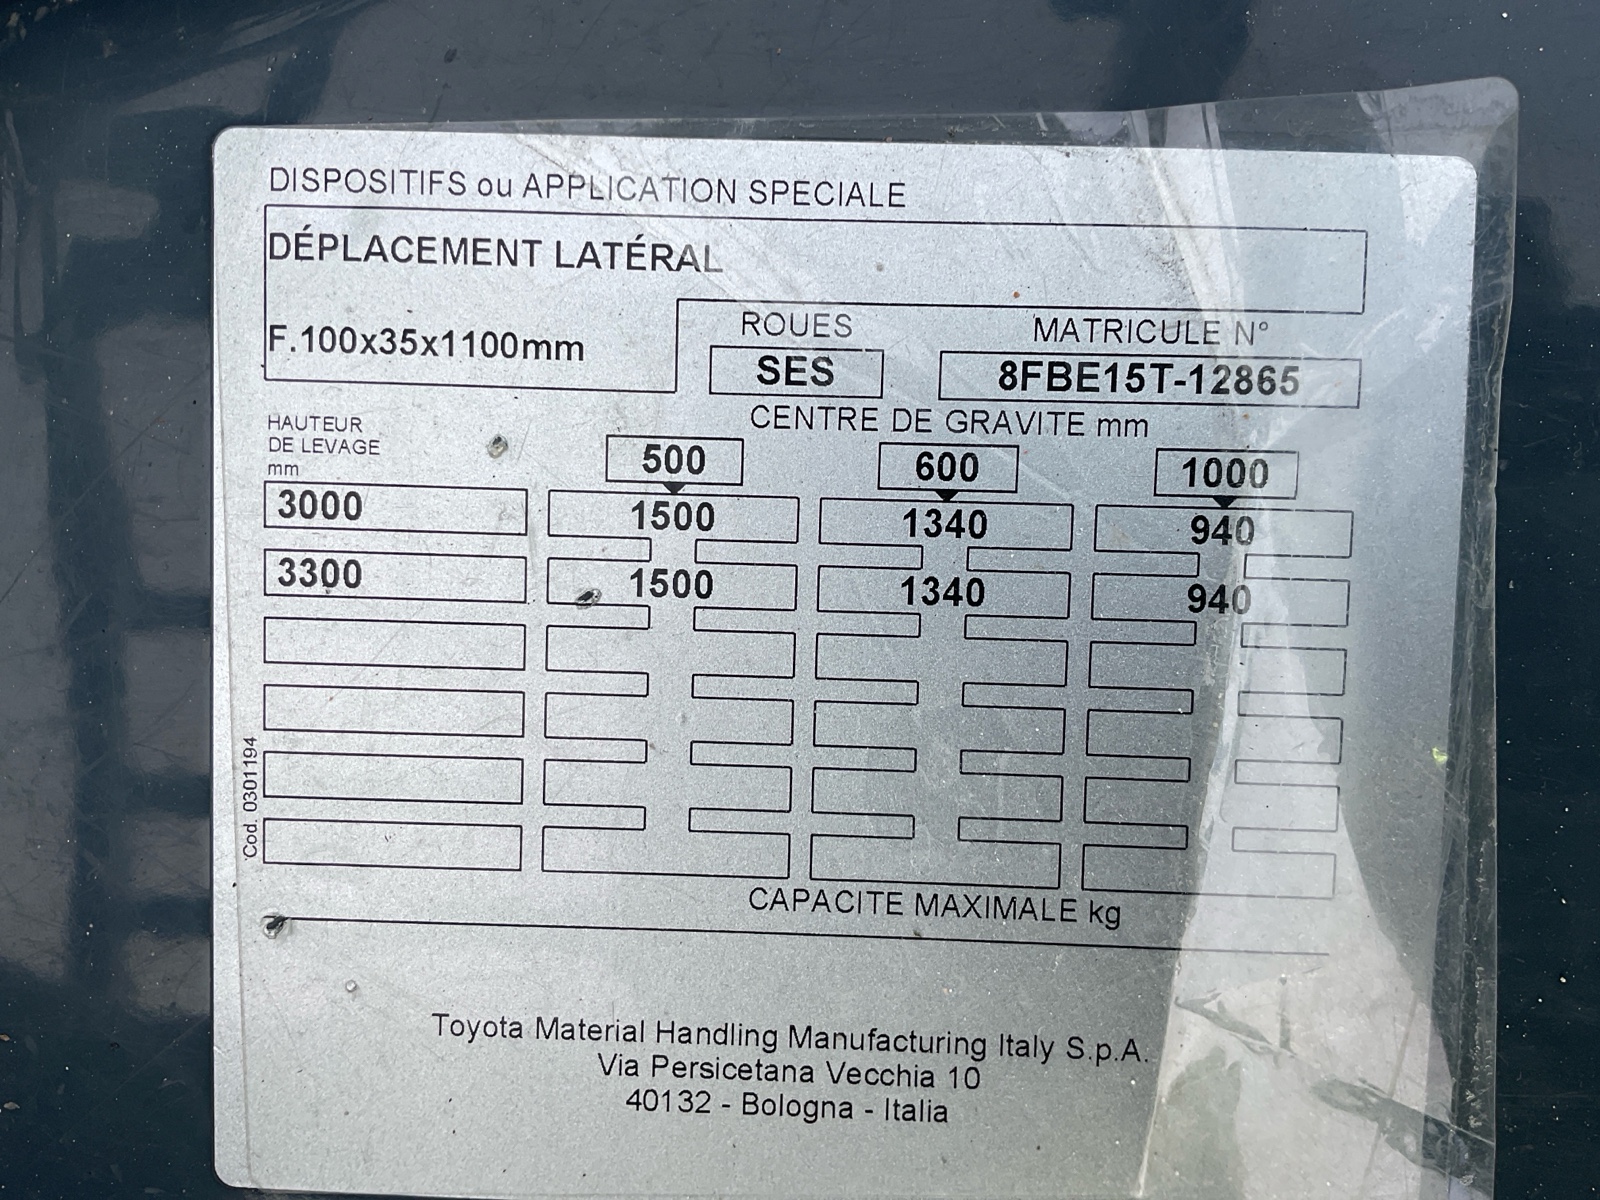 DISPOSITIFS ou APPLICATION SPECIALE
DÉPLACEMENT LATÉRAL
F.100x35x1100mm
ROUES
SES
MATRICULE N°
8FBE15T-12865
CENTRE DE GRAVITE mm
HAUTEUR
DE LEVAGE
mm
500 600 1000
3000 1500 1340 940
3300 1500 1340 940
Cod. 0301194
CAPACITE MAXIMALE kg
Toyota Material Handling Manufacturing Italy S.p.A.
Via Persicetana Vecchia 10
40132 - Bologna - Italia